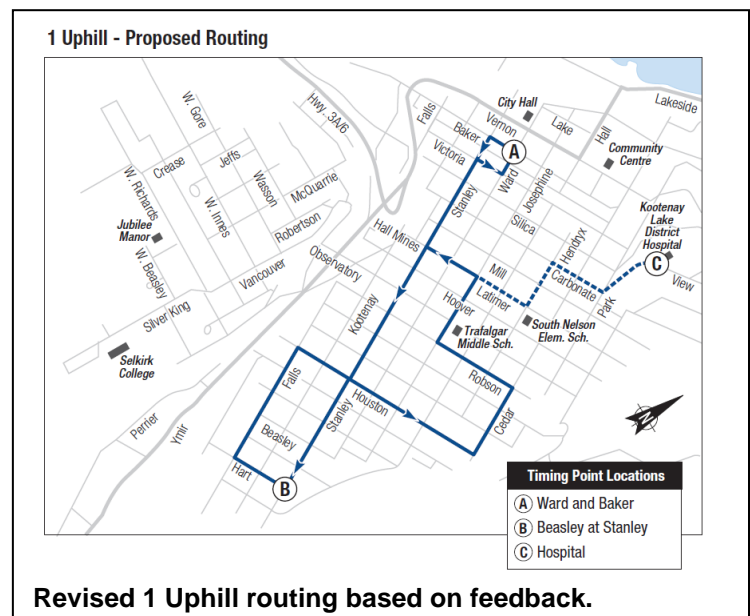 1 Uphill - Proposed Routing
W. Gore
Hwy. 3A/6
Falls
City Hall
Lakeside
Vernon
Baker
Lake
Hall
Victoria
A
Community
Centre
Crease
Jeffs
Wasson
McQuarrie
W. Richards
W. Innes
Stanley
Ward
Josephine
Kootenay
Lake
District
Hospital
Silica
Robertson
Jubilee
Manor
Hall Mines
Hendryx
W. Beasley
Vancouver
Observatory
Mill
C
Carbonate
View
Latimer
Park
Silver King
Kootenay
Hoover
South Nelson
Elem. Sch.
Trafalgar
Middle Sch.
Selkirk
College
Falls
Robson
Houston
Stanley
Cedar
N
Perrier
Ymir
Beasley
Hart
B
Timing Point Locations
A Ward and Baker
B Beasley at Stanley
C Hospital
Revised 1 Uphill routing based on feedback.